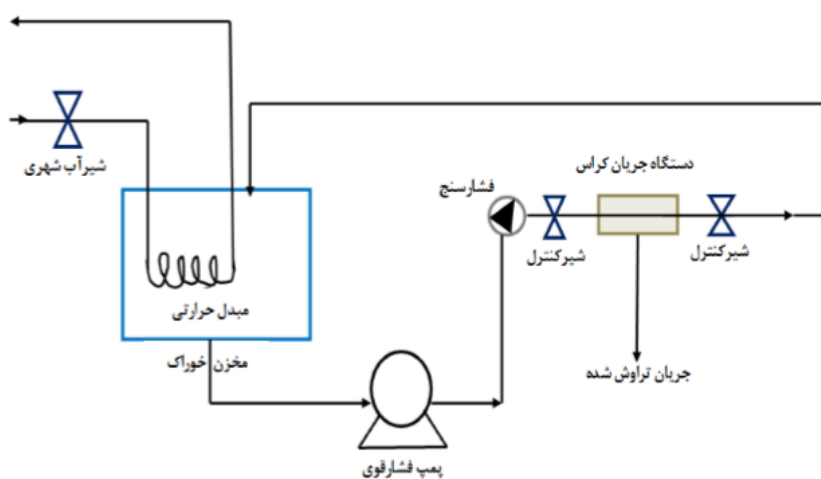 دستگاه جریان کراس
شیرآب شهری
فشارسنج
شیرکنترل
شیرکنترل
مبدل حرارتی
مخزن خوراک
جریان تراوش شده
پمپ فشارقوی